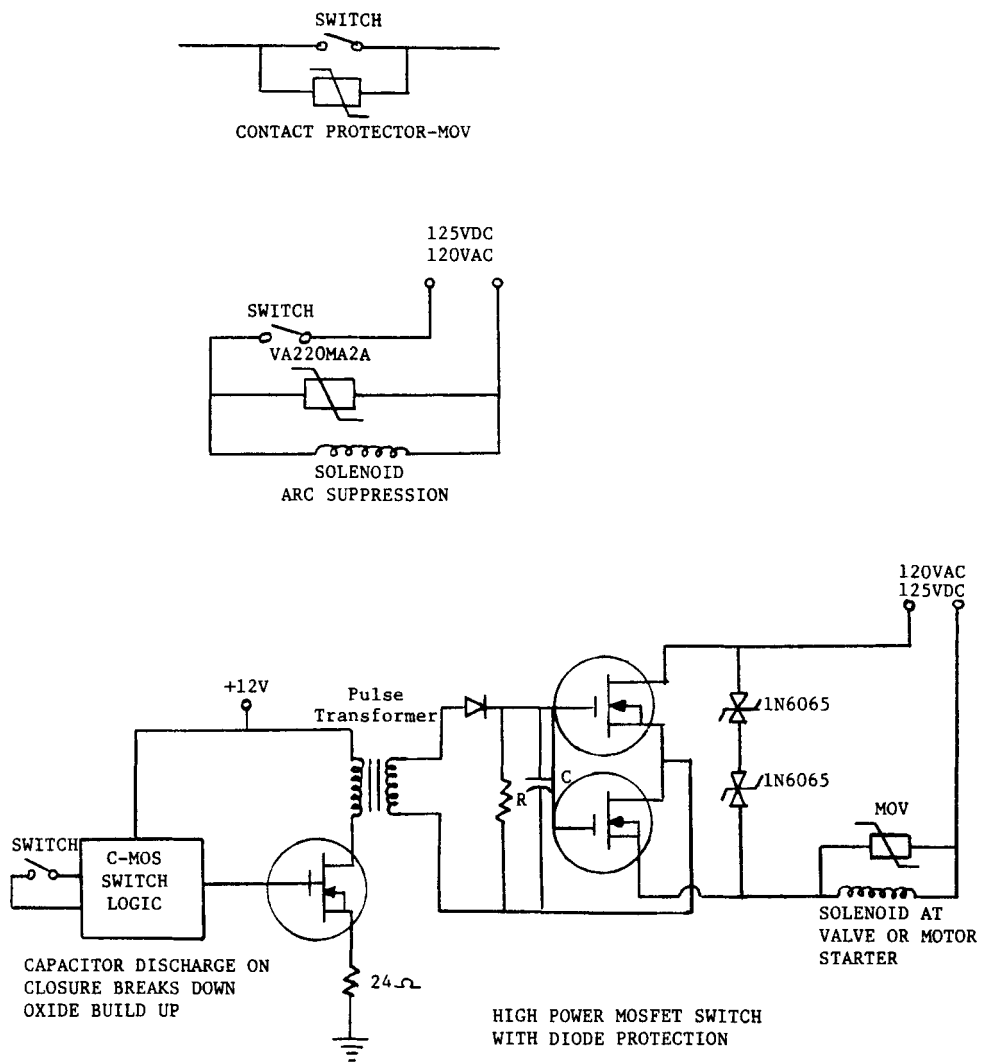 SWITCH
CONTACT PROTECTOR-MOV
125VDC
120VAC
SWITCH
VA220MA2A
SOLENOID
ARC SUPPRESSION
120VAC
125VDC
+12V
Pulse
Transformer
1N6065
1N6065
R
C
MOV
SWITCH
C-MOS
SWITCH
LOGIC
SOLENOID AT
VALVE OR MOTOR
STARTER
24Ω
CAPACITOR DISCHARGE ON
CLOSURE BREAKS DOWN
OXIDE BUILD UP
HIGH POWER MOSFET SWITCH
WITH DIODE PROTECTION